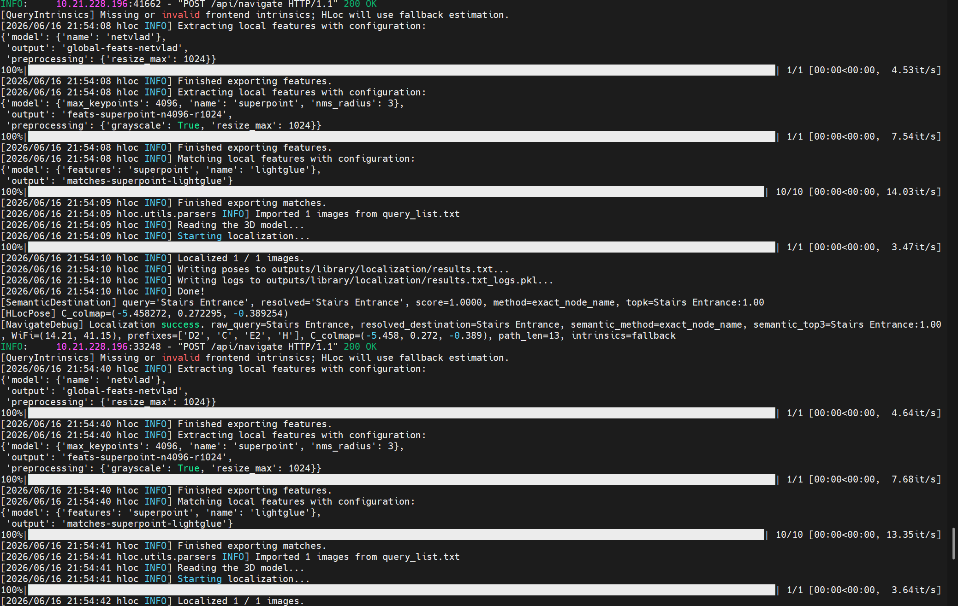 INFO:     10.21.228.196:41662 - "POST /api/navigate HTTP/1.1" 200 OK
[QueryIntrinsics] Missing or invalid frontend intrinsics; HLoc will use fallback estimation.
[2026/06/16 21:54:08 hloc INFO] Extracting local features with configuration:
{'model': {'name': 'netvlad'},
 'output': 'global-feats-netvlad',
 'preprocessing': {'resize_max': 1024}}
100%| | 1/1 [00:00<00:00,  4.53it/s]
[2026/06/16 21:54:08 hloc INFO] Finished exporting features.
[2026/06/16 21:54:08 hloc INFO] Extracting local features with configuration:
{'model': {'max_keypoints': 4096, 'name': 'superpoint', 'nms_radius': 3},
 'output': 'feats-superpoint-n4096-r1024',
 'preprocessing': {'grayscale': True, 'resize_max': 1024}}
100%| | 1/1 [00:00<00:00,  7.54it/s]
[2026/06/16 21:54:08 hloc INFO] Finished exporting features.
[2026/06/16 21:54:08 hloc INFO] Matching local features with configuration:
{'model': {'features': 'superpoint', 'name': 'lightglue'},
 'output': 'matches-superpoint-lightglue'}
100%| | 10/10 [00:00<00:00, 14.03it/s]
[2026/06/16 21:54:09 hloc INFO] Finished exporting matches.
[2026/06/16 21:54:09 hloc.utils.parsers INFO] Imported 1 images from query_list.txt
[2026/06/16 21:54:09 hloc INFO] Reading the 3D model...
[2026/06/16 21:54:09 hloc INFO] Starting localization...
100%| | 1/1 [00:00<00:00,  3.47it/s]
[2026/06/16 21:54:10 hloc INFO] Localized 1 / 1 images.
[2026/06/16 21:54:10 hloc INFO] Writing poses to outputs/library/localization/results.txt...
[2026/06/16 21:54:10 hloc INFO] Writing logs to outputs/library/localization/results.txt_logs.pkl...
[2026/06/16 21:54:10 hloc INFO] Done!
[SemanticDestination] query='Stairs Entrance', resolved='Stairs Entrance', score=1.0000, method=exact_node_name, topk=Stairs Entrance:1.00
[HLocPose] C_colmap=(-5.458272, 0.272295, -0.389254)
[NavigateDebug] Localization success. raw_query=Stairs Entrance, resolved_destination=Stairs Entrance, semantic_method=exact_node_name, semantic_top3=Stairs Entrance:1.00
, WiFi=(14.21, 41.15), prefixes=['D2', 'C', 'E2', 'H'], C_colmap=(-5.458, 0.272, -0.389), path_len=13, intrinsics=fallback
INFO:     10.21.228.196:33248 - "POST /api/navigate HTTP/1.1" 200 OK
[QueryIntrinsics] Missing or invalid frontend intrinsics; HLoc will use fallback estimation.
[2026/06/16 21:54:40 hloc INFO] Extracting local features with configuration:
{'model': {'name': 'netvlad'},
 'output': 'global-feats-netvlad',
 'preprocessing': {'resize_max': 1024}}
100%| | 1/1 [00:00<00:00,  4.64it/s]
[2026/06/16 21:54:40 hloc INFO] Finished exporting features.
[2026/06/16 21:54:40 hloc INFO] Extracting local features with configuration:
{'model': {'max_keypoints': 4096, 'name': 'superpoint', 'nms_radius': 3},
 'output': 'feats-superpoint-n4096-r1024',
 'preprocessing': {'grayscale': True, 'resize_max': 1024}}
100%| | 1/1 [00:00<00:00,  7.68it/s]
[2026/06/16 21:54:40 hloc INFO] Finished exporting features.
[2026/06/16 21:54:40 hloc INFO] Matching local features with configuration:
{'model': {'features': 'superpoint', 'name': 'lightglue'},
 'output': 'matches-superpoint-lightglue'}
100%| | 10/10 [00:00<00:00, 13.35it/s]
[2026/06/16 21:54:41 hloc INFO] Finished exporting matches.
[2026/06/16 21:54:41 hloc.utils.parsers INFO] Imported 1 images from query_list.txt
[2026/06/16 21:54:41 hloc INFO] Reading the 3D model...
[2026/06/16 21:54:41 hloc INFO] Starting localization...
100%| | 1/1 [00:00<00:00,  3.64it/s]
[2026/06/16 21:54:42 hloc INFO] Localized 1 / 1 images.